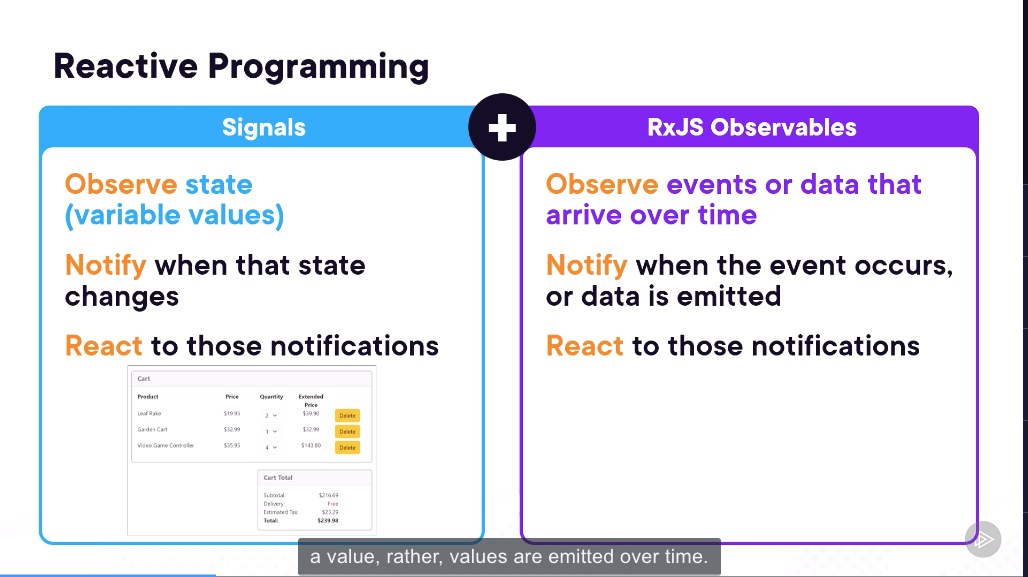 Reactive Programming
Signals
Observe state
(variable values)
Notify when that state
changes
React to those notifications
Cart
Product Price Quantity Extended
Price
Leaf Rake $19.95 2 $39.90 Delete
Garden Cart $32.99 1 $32.99 Delete
Video Game Controller $35.95 4 $143.80 Delete
Cart Total
Subtotal: $216.69
Delivery: Free
Estimated Tax: $23.29
Total: $239.98
RxJS Observables
Observe events or data that
arrive over time
Notify when the event occurs,
or data is emitted
React to those notifications
a value, rather, values are emitted over time.